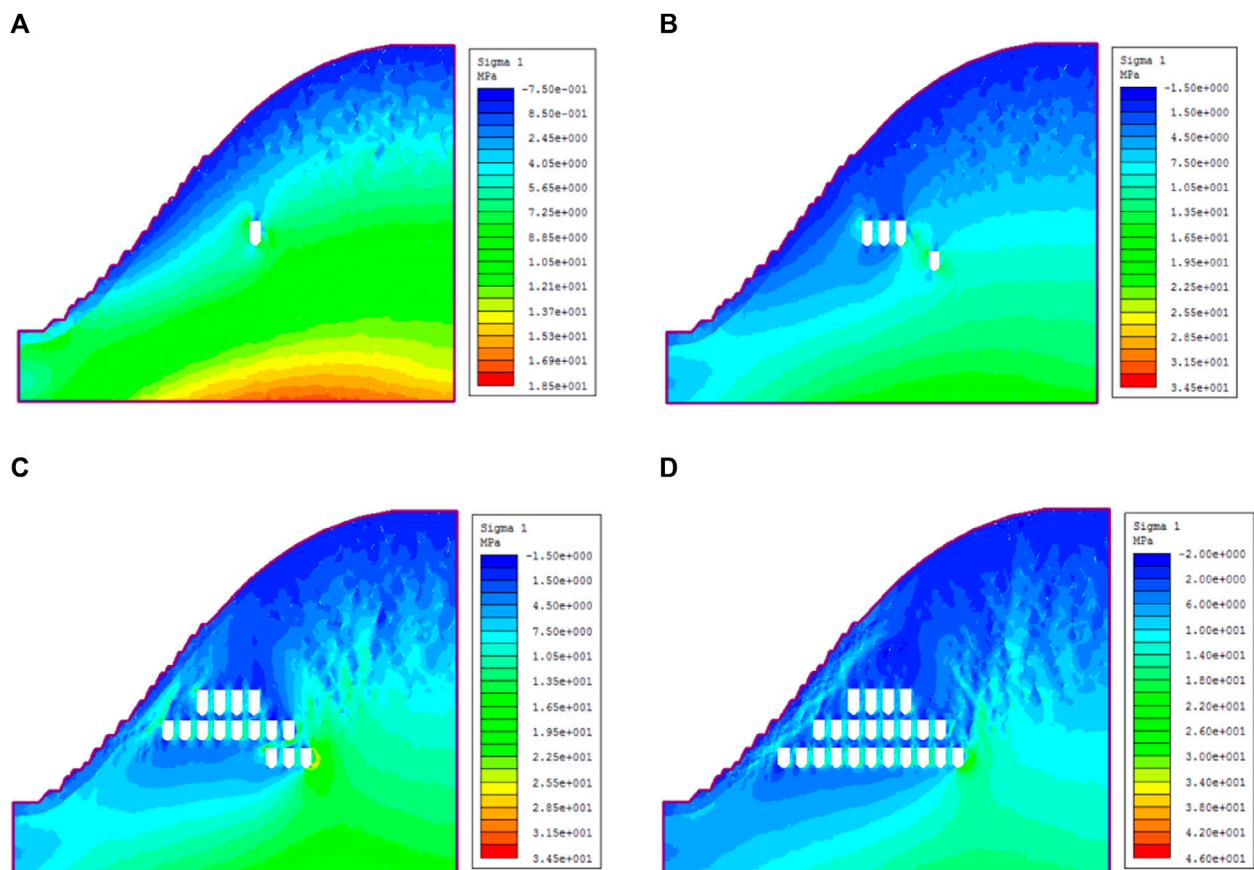 A
Sigma 1
MPa
-7.50e-001
8.50e-001
2.45e+000
4.05e+000
5.65e+000
7.25e+000
8.85e+000
1.05e+001
1.21e+001
1.37e+001
1.53e+001
1.69e+001
1.85e+001
B
Sigma 1
MPa
-1.50e+000
1.50e+000
4.50e+000
7.50e+000
1.05e+001
1.35e+001
1.65e+001
1.95e+001
2.25e+001
2.55e+001
2.85e+001
3.15e+001
3.45e+001
C
Sigma 1
MPa
-1.50e+000
1.50e+000
4.50e+000
7.50e+000
1.05e+001
1.35e+001
1.65e+001
1.95e+001
2.25e+001
2.55e+001
2.85e+001
3.15e+001
3.45e+001
D
Sigma 1
MPa
-2.00e+000
2.00e+000
6.00e+000
1.00e+001
1.40e+001
1.80e+001
2.20e+001
2.60e+001
3.00e+001
3.40e+001
3.80e+001
4.20e+001
4.60e+001